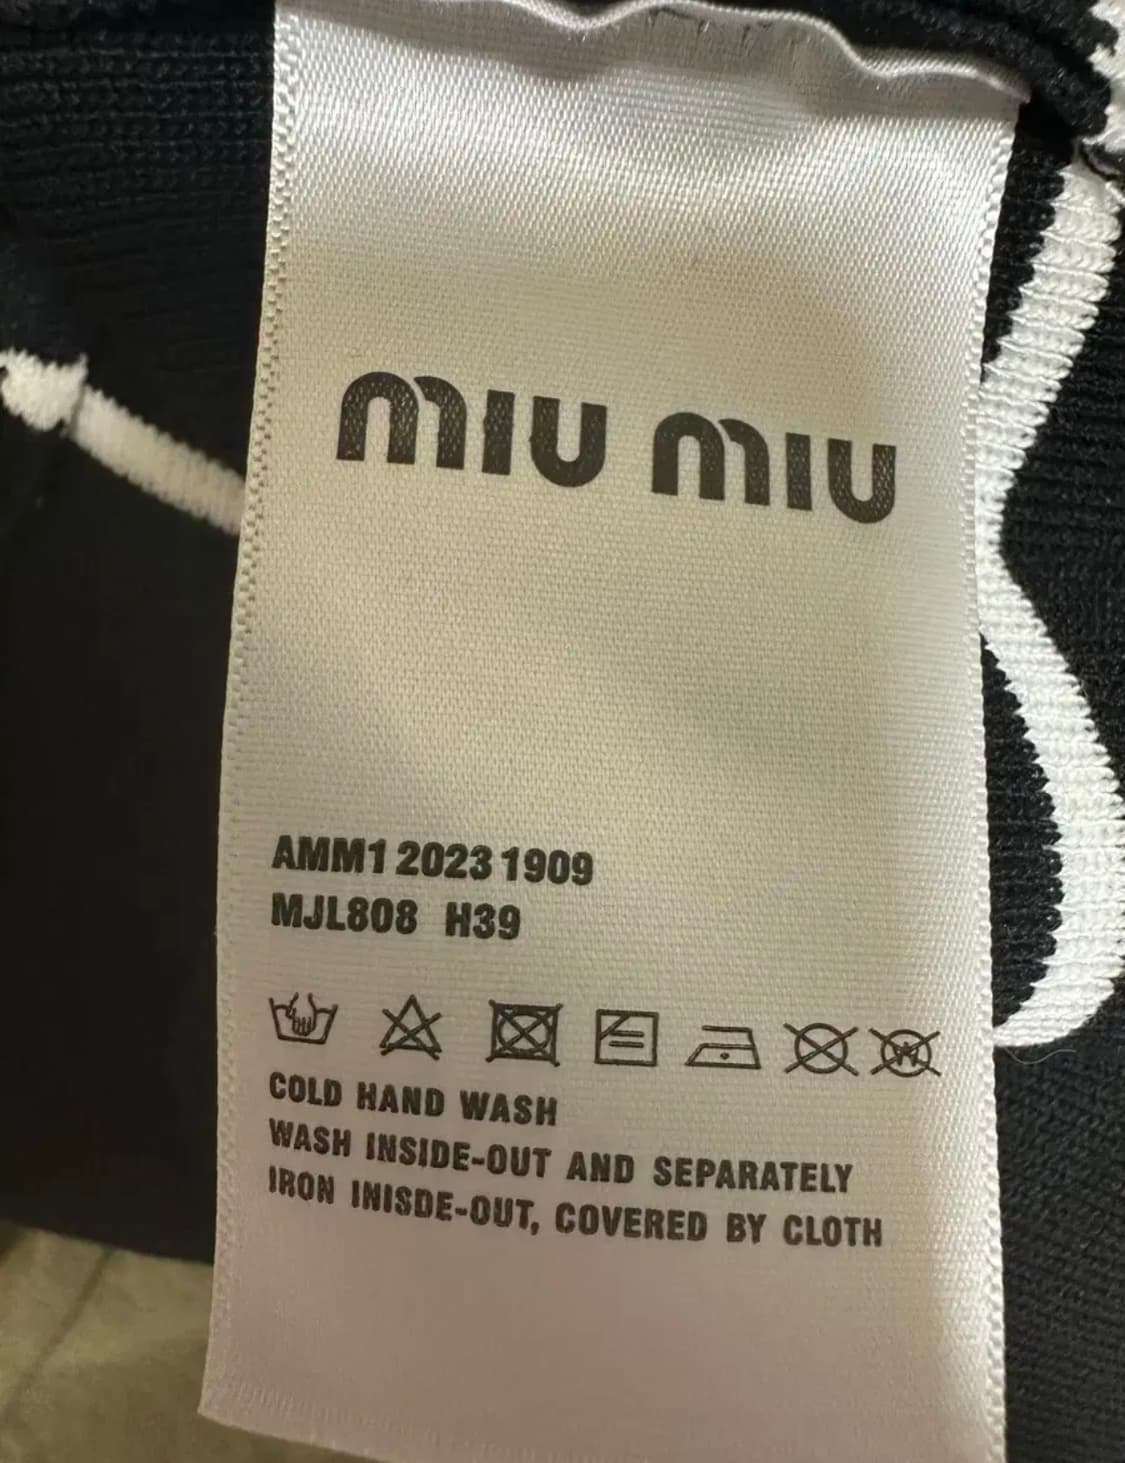 MIU MIU
AMM1 2023 1909
MJL808 H39
W
COLD HAND WASH
WASH INSIDE-OUT AND SEPARATELY
IRON INISDE-OUT, COVERED BY CLOTH